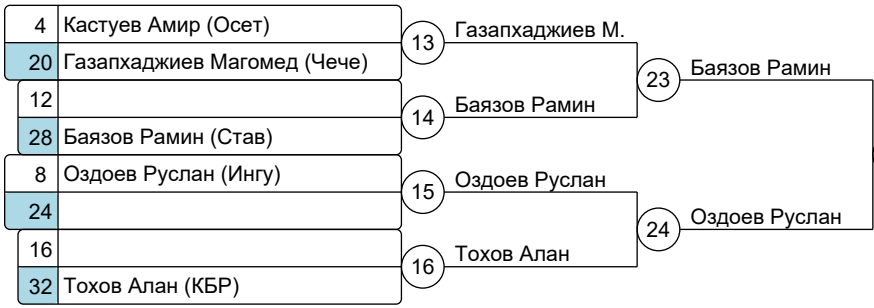 4 Кастуев Амир (Осет)
20 Газапхаджиев Магомед (Чече)
13 Газапхаджиев М.
12
28 Баязов Рамин (Став)
14 Баязов Рамин
23 Баязов Рамин
8 Оздоев Руслан (Ингу)
24
15 Оздоев Руслан
16
32 Тохов Алан (КБР)
16 Тохов Алан
24 Оздоев Руслан